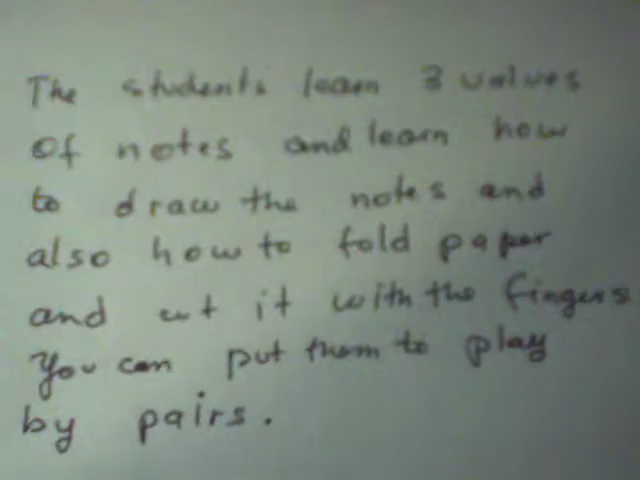 The students learn 3 values
of notes and learn how
to draw the notes and
also how to fold paper
and cut it with the fingers
You can put them to play
by pairs.